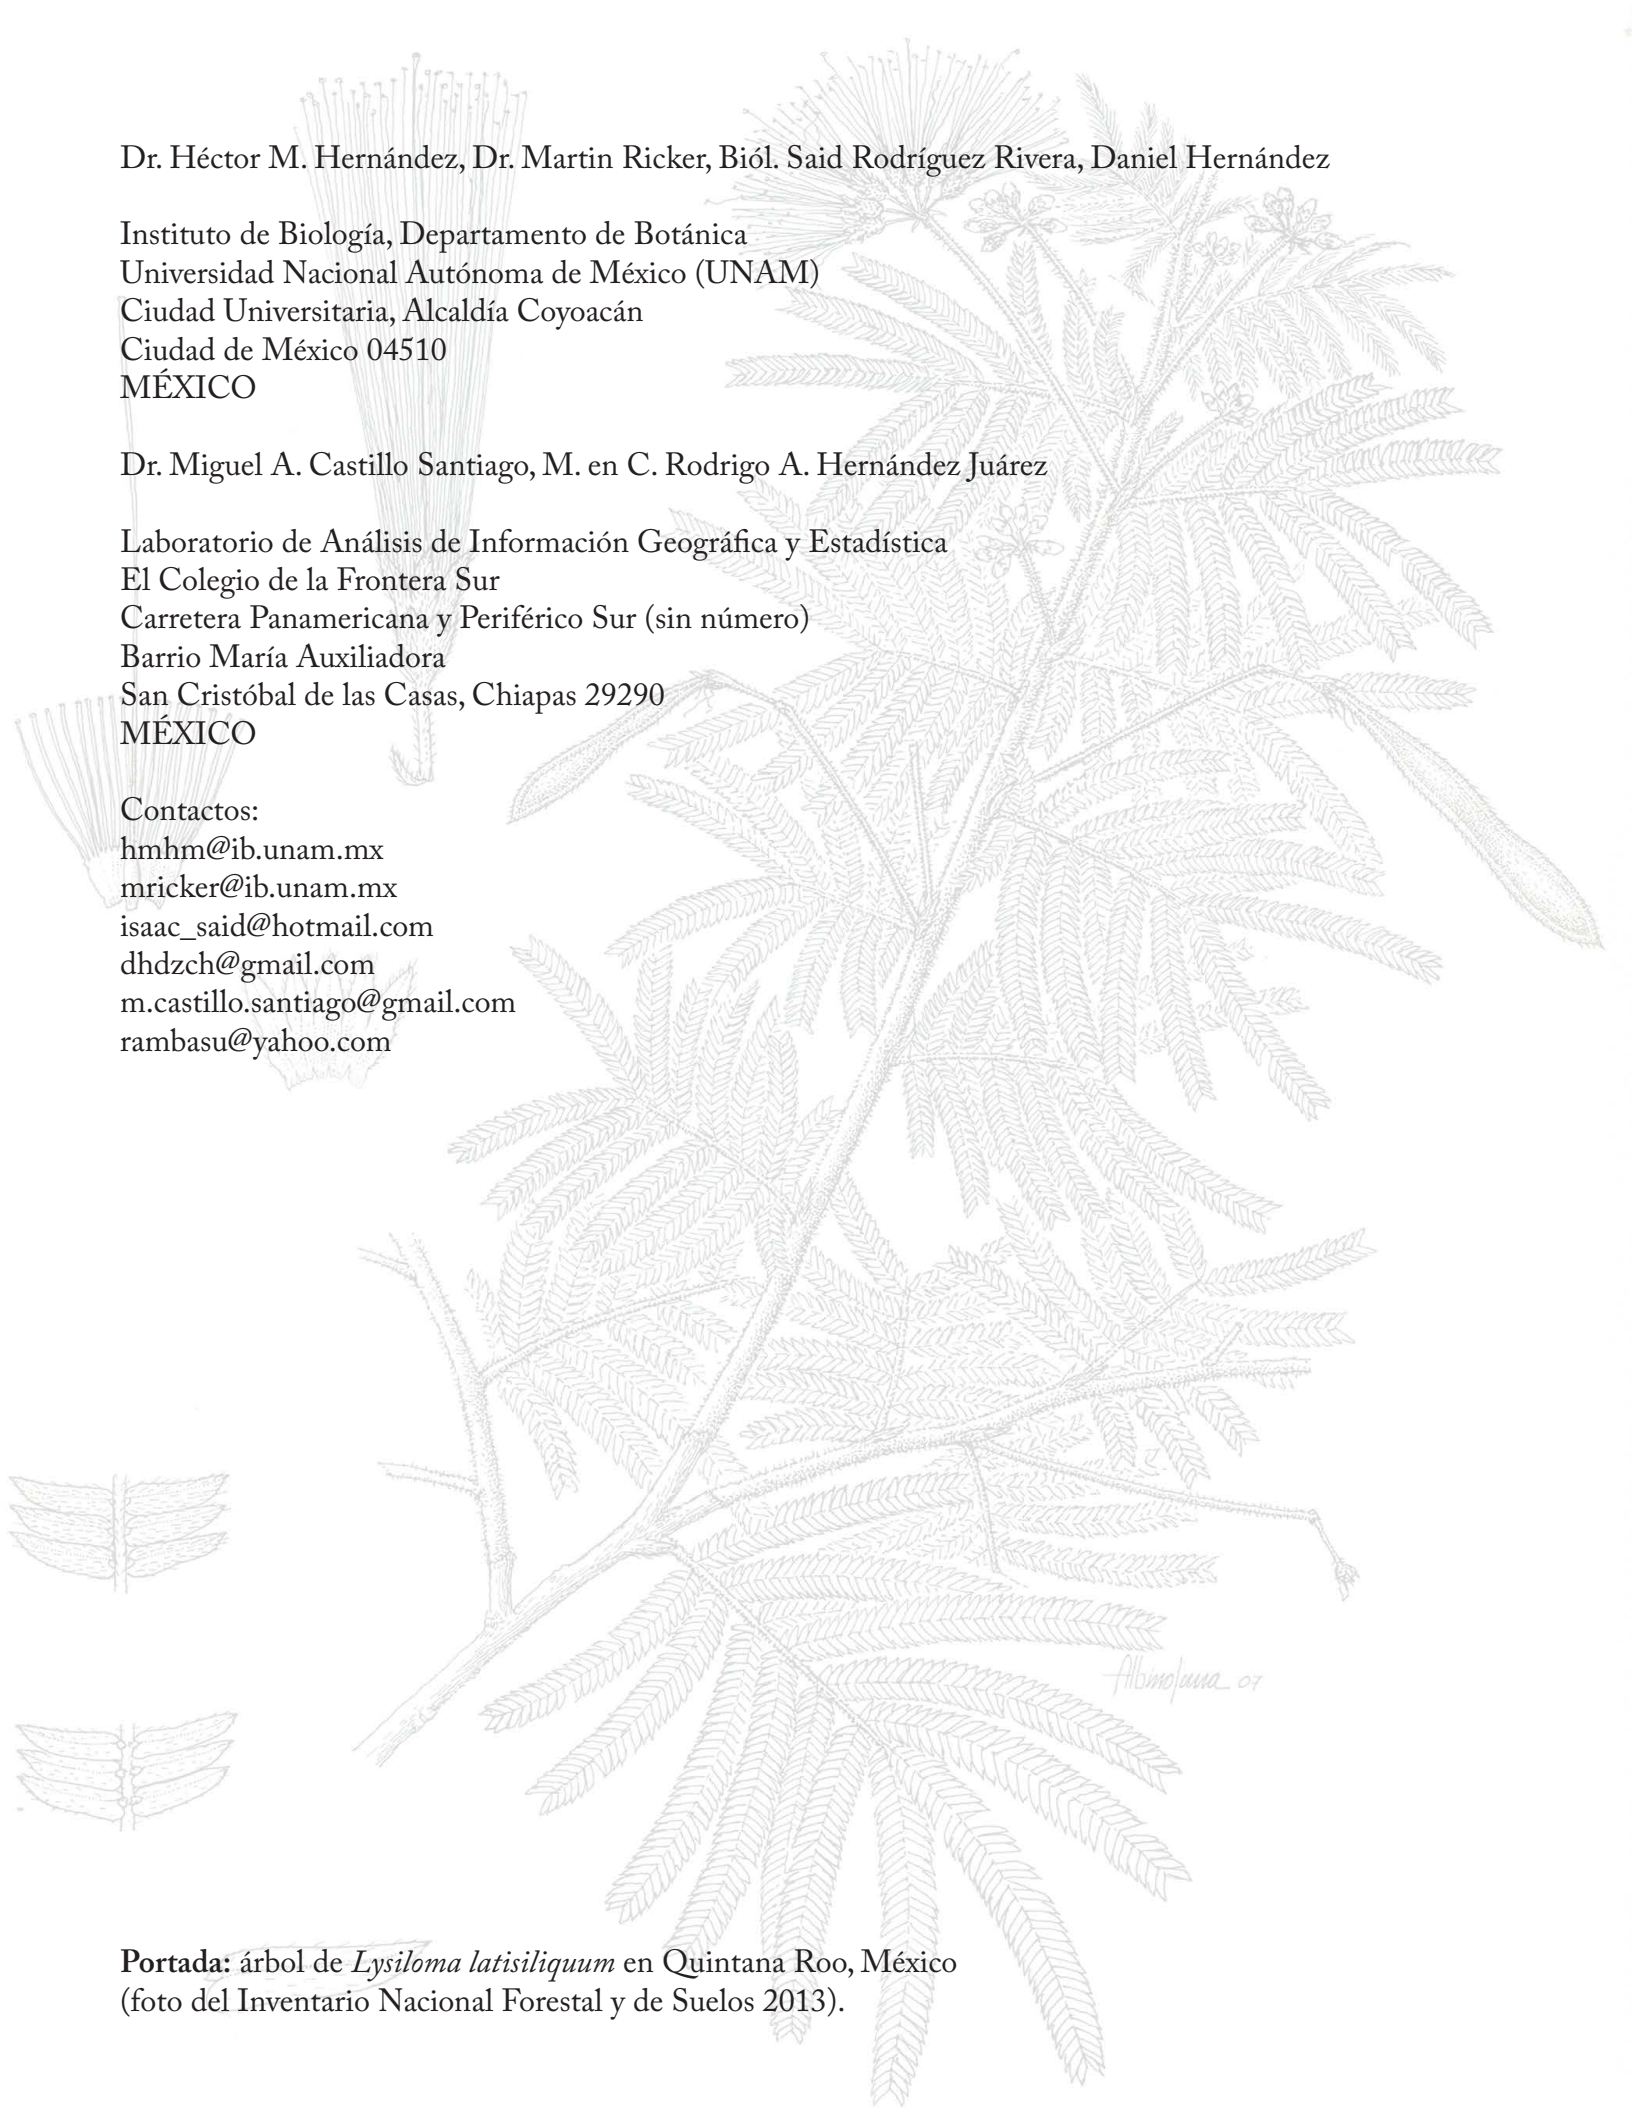 Dr. Héctor M. Hernández, Dr. Martin Ricker, Biól. Said Rodríguez Rivera, Daniel Hernández
Instituto de Biología, Departamento de Botánica
Universidad Nacional Autónoma de México (UNAM)
Ciudad Universitaria, Alcaldía Coyoacán
Ciudad de México 04510
MÉXICO
Dr. Miguel A. Castillo Santiago, M. en C. Rodrigo A. Hernández Juárez
Laboratorio de Análisis de Información Geográfica y Estadística
El Colegio de la Frontera Sur
Carretera Panamericana y Periférico Sur (sin número)
Barrio María Auxiliadora
San Cristóbal de las Casas, Chiapas 29290
MÉXICO
Contactos:
hmhm@ib.unam.mx
mricker@ib.unam.mx
isaac_said@hotmail.com
dhdzch@gmail.com
m.castillo.santiago@gmail.com
rambasu@yahoo.com
Albino Luna 07
Portada: árbol de Lysiloma latisiliquum en Quintana Roo, México
(foto del Inventario Nacional Forestal y de Suelos 2013).